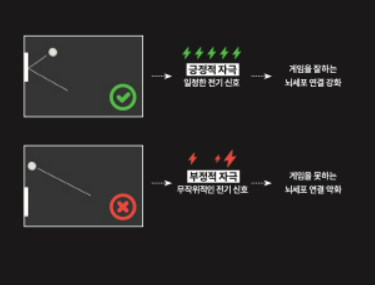 긍정적 자극
일정한 전기 신호
게임을 잘하는
뇌세포 연결 강화
부정적 자극
무작위적인 전기 신호
게임을 못하는
뇌세포 연결 약화